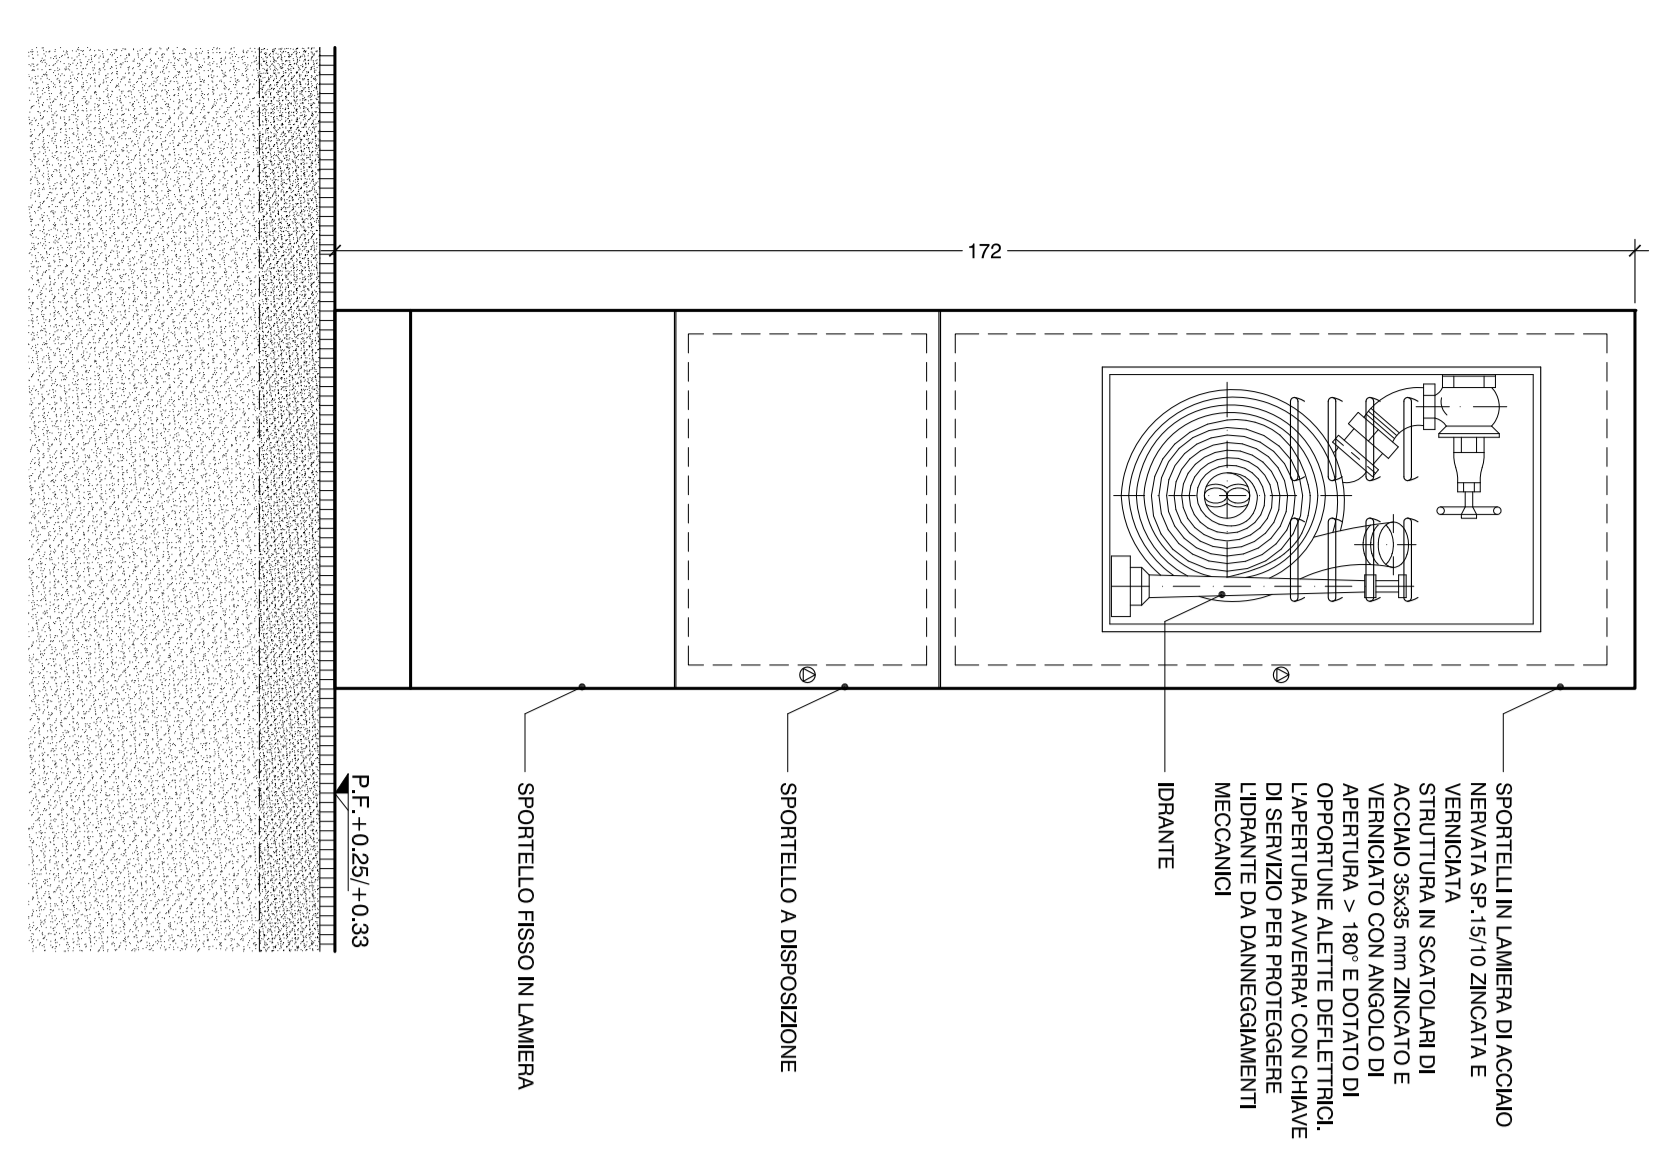 172
SPORTELLI IN LAMIERA DI ACCIAIO
NERVATA SP.15/10 ZINCATA E
VERNICIATA
STRUTTURA IN SCATOLARI DI
ACCIAIO 35x35 mm ZINCATO E
VERNICIATO CON ANGOLO DI
APERTURA > 180° E DOTATO DI
OPPORTUNE ALETTE DEFLETTRICI.
L'APERTURA AVVERRA' CON CHIAVE
DI SERVIZIO PER PROTEGGERE
L'IDRANTE DA DANNEGGIAMENTI
MECCANICI
IDRANTE
SPORTELLO A DISPOSIZIONE
SPORTELLO FISSO IN LAMIERA
P.F.+0.25/+0.33